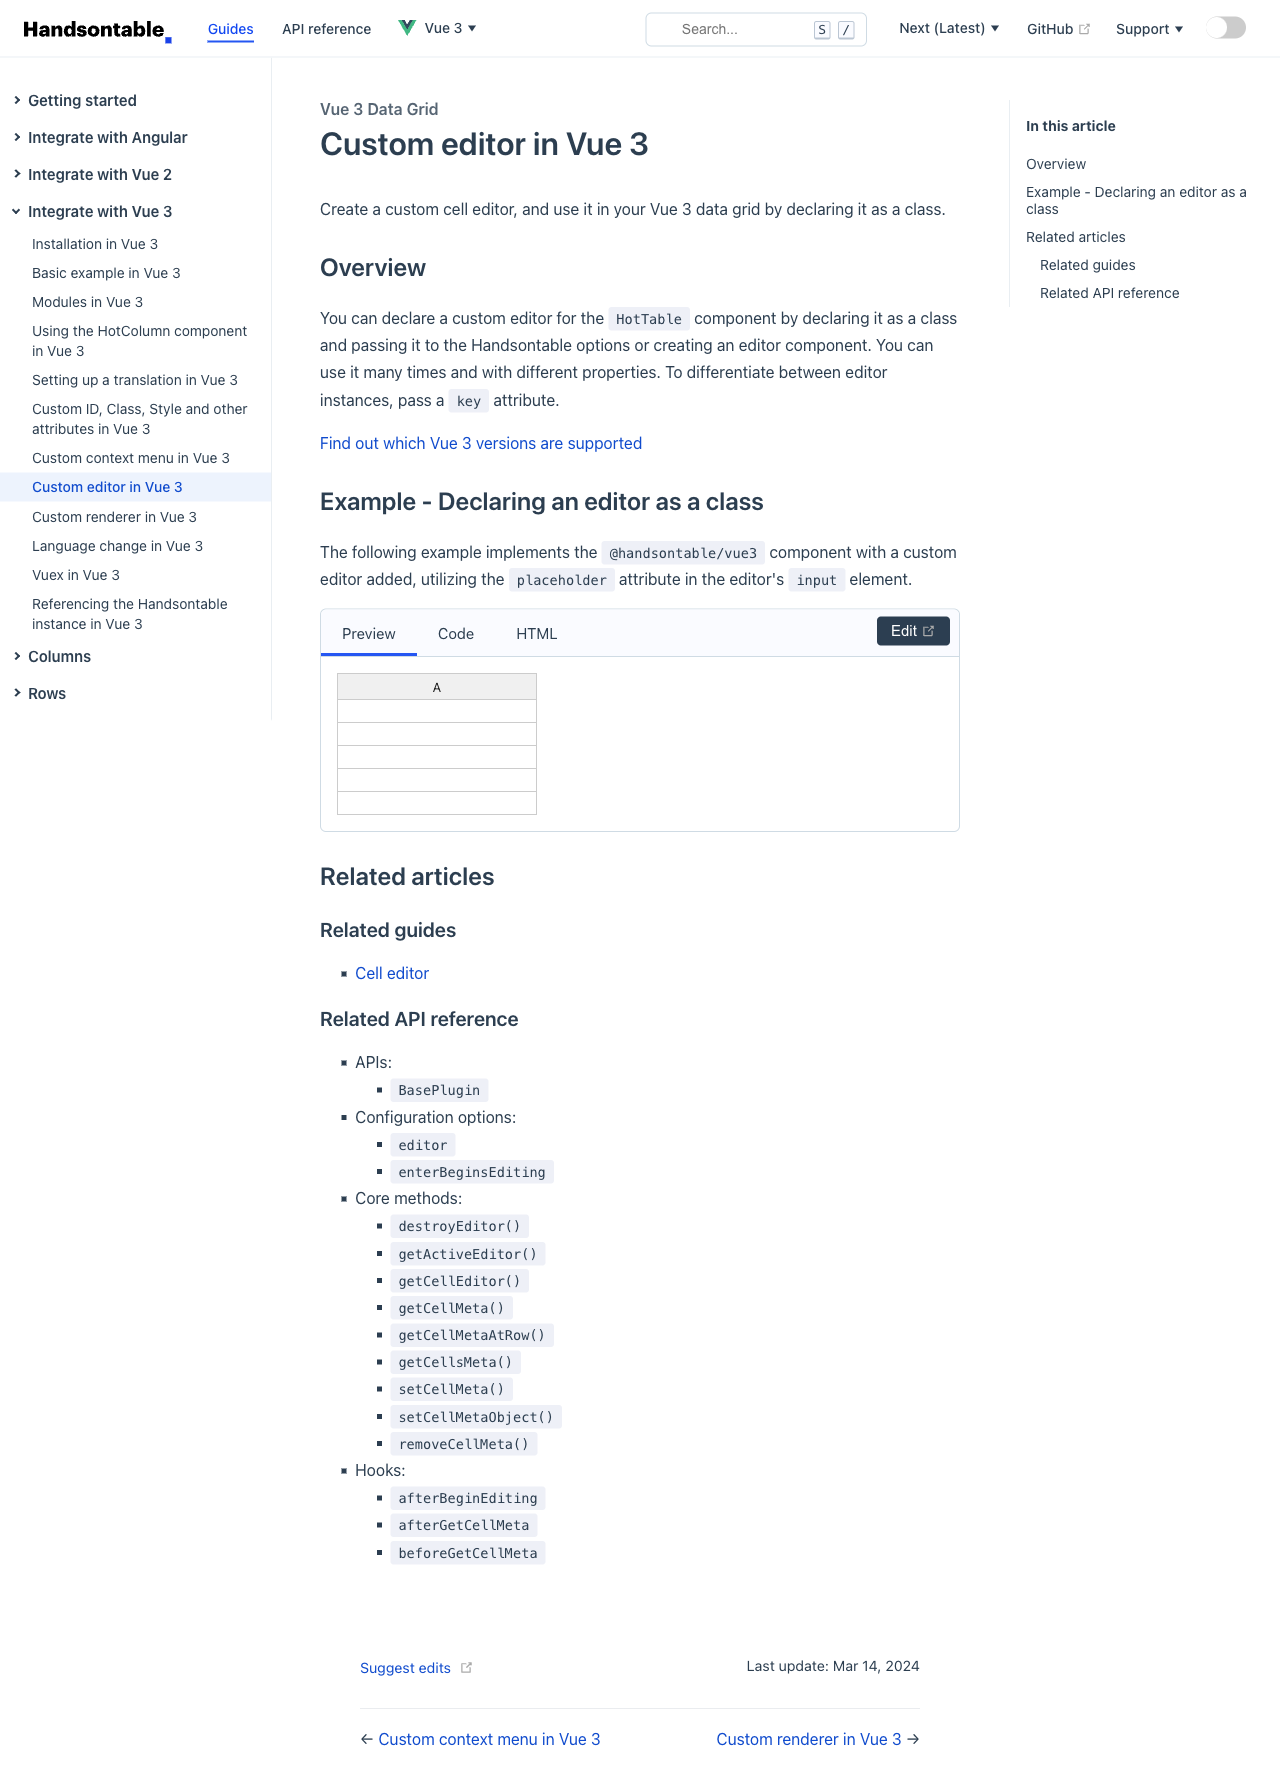 Handsontable
Guides
API reference
Vue 3
Search...
S
/
Next (Latest)
GitHub
Support
Getting started
Integrate with Angular
Integrate with Vue 2
Integrate with Vue 3
Installation in Vue 3
Basic example in Vue 3
Modules in Vue 3
Using the HotColumn component
in Vue 3
Setting up a translation in Vue 3
Custom ID, Class, Style and other
attributes in Vue 3
Custom context menu in Vue 3
Custom editor in Vue 3
Custom renderer in Vue 3
Language change in Vue 3
Vuex in Vue 3
Referencing the Handsontable
instance in Vue 3
Columns
Rows
Vue 3 Data Grid
Custom editor in Vue 3
Create a custom cell editor, and use it in your Vue 3 data grid by declaring it as a class.
Overview
You can declare a custom editor for the HotTable component by declaring it as a class
and passing it to the Handsontable options or creating an editor component. You can
use it many times and with different properties. To differentiate between editor
instances, pass a key attribute.
Find out which Vue 3 versions are supported
Example - Declaring an editor as a class
The following example implements the @handsontable/vue3 component with a custom
editor added, utilizing the placeholder attribute in the editor's input element.
Preview
Code
HTML
Edit
A
Related articles
Related guides
Cell editor
Related API reference
APIs:
BasePlugin
Configuration options:
editor
enterBeginsEditing
Core methods:
destroyEditor()
getActiveEditor()
getCellEditor()
getCellMeta()
getCellMetaAtRow()
getCellsMeta()
setCellMeta()
setCellMetaObject()
removeCellMeta()
Hooks:
afterBeginEditing
afterGetCellMeta
beforeGetCellMeta
Suggest edits
Last update: Mar 14, 2024
← Custom context menu in Vue 3
Custom renderer in Vue 3 →
In this article
Overview
Example - Declaring an editor as a
class
Related articles
Related guides
Related API reference